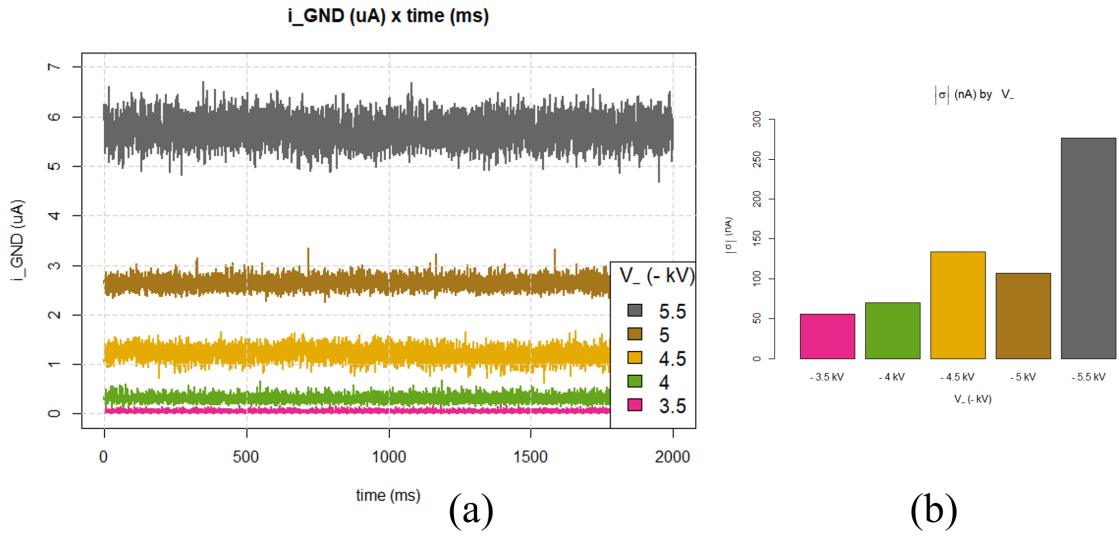 i_GND (uA) x time (ms)
i_GND (uA)
7
6
5
4
3
2
1
0
0
500
1000
1500
2000
time (ms)
V_ (- kV)
5.5
5
4.5
4
3.5
(a)
|σ| (nA) by V_
|σ| (nA)
300
250
200
150
100
50
0
- 3.5 kV
- 4 kV
- 4.5 kV
- 5 kV
- 5.5 kV
V_ (- kV)
(b)